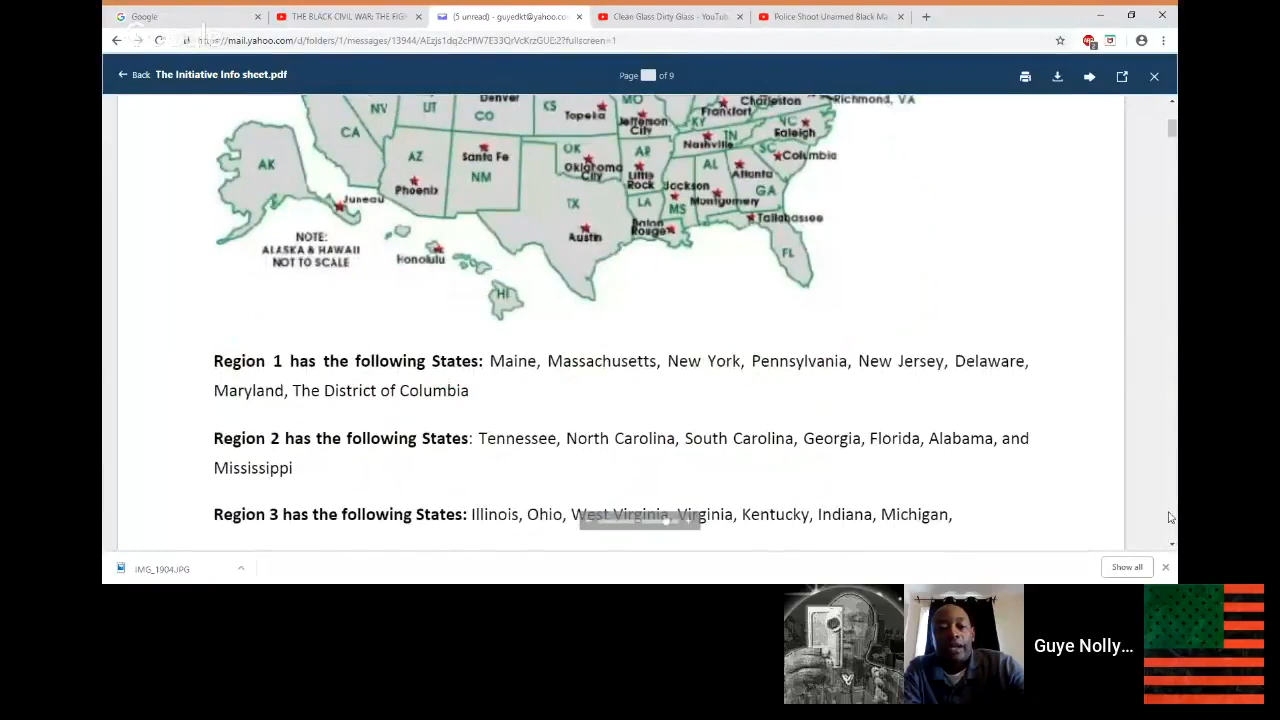 Google
THE BLACK CIVIL WAR: THE FIGH
(5 unread) - guyedkt@yahoo.com
Clean Glass Dirty Glass - YouTube
Police Shoot Unarmed Black Ma
Back The Initiative Info sheet.pdf
Page of 9
Denver
KS
MO
Charleston
Richmond, VA
NV
UT
CO
Topeka
Jefferson
City
Frankfort
KY
CA
NC
Raleigh
TN
Nashville
AK
AZ
Santa Fe
OK
AR
SC
Columbia
Oklahoma
City
Little
Rock
AL
Atlanta
NM
Phoenix
Jackson
GA
Juneau
TX
LA
MS
Montgomery
Baton
Rouge
Tallahassee
Austin
NOTE:
ALASKA & HAWAII
NOT TO SCALE
Honolulu
FL
HI
Region 1 has the following States: Maine, Massachusetts, New York, Pennsylvania, New Jersey, Delaware,
Maryland, The District of Columbia
Region 2 has the following States: Tennessee, North Carolina, South Carolina, Georgia, Florida, Alabama, and
Mississippi
Region 3 has the following States: Illinois, Ohio, West Virginia, Virginia, Kentucky, Indiana, Michigan,
IMG_1904.JPG
Show all
Guye Nolly...